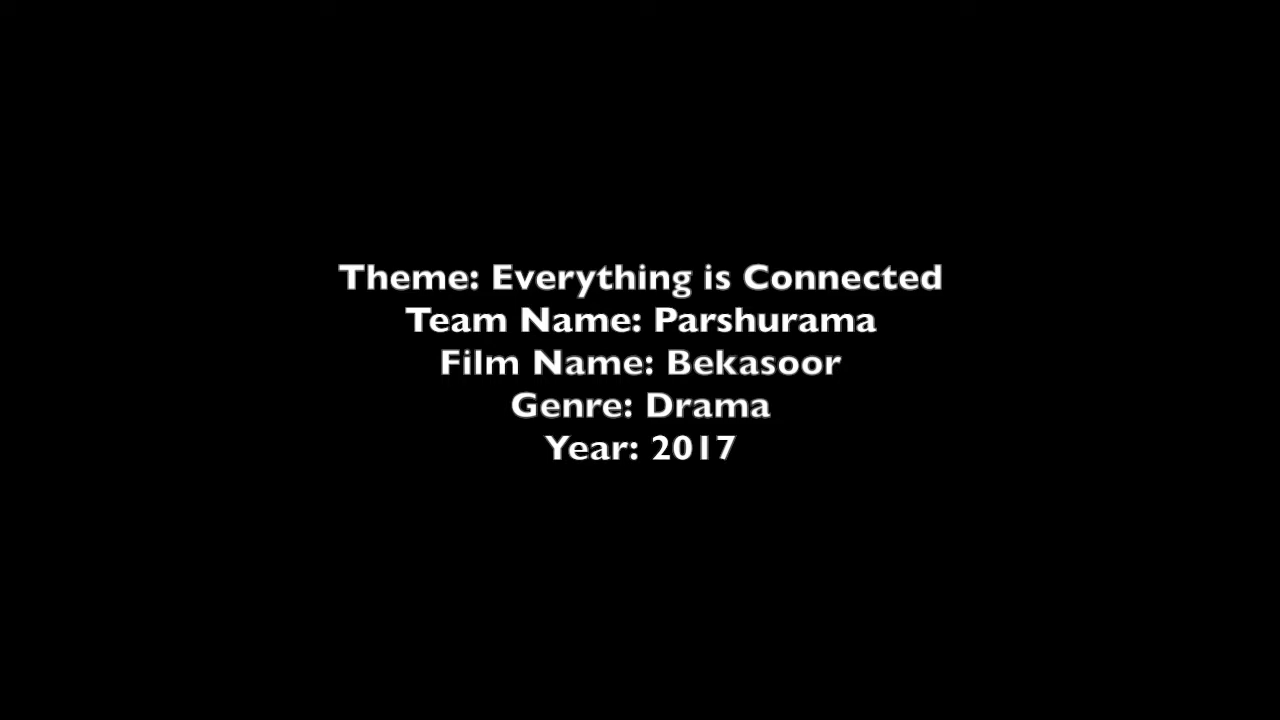 Theme: Everything is Connected
Team Name: Parshurama
Film Name: Bekasoor
Genre: Drama
Year: 2017